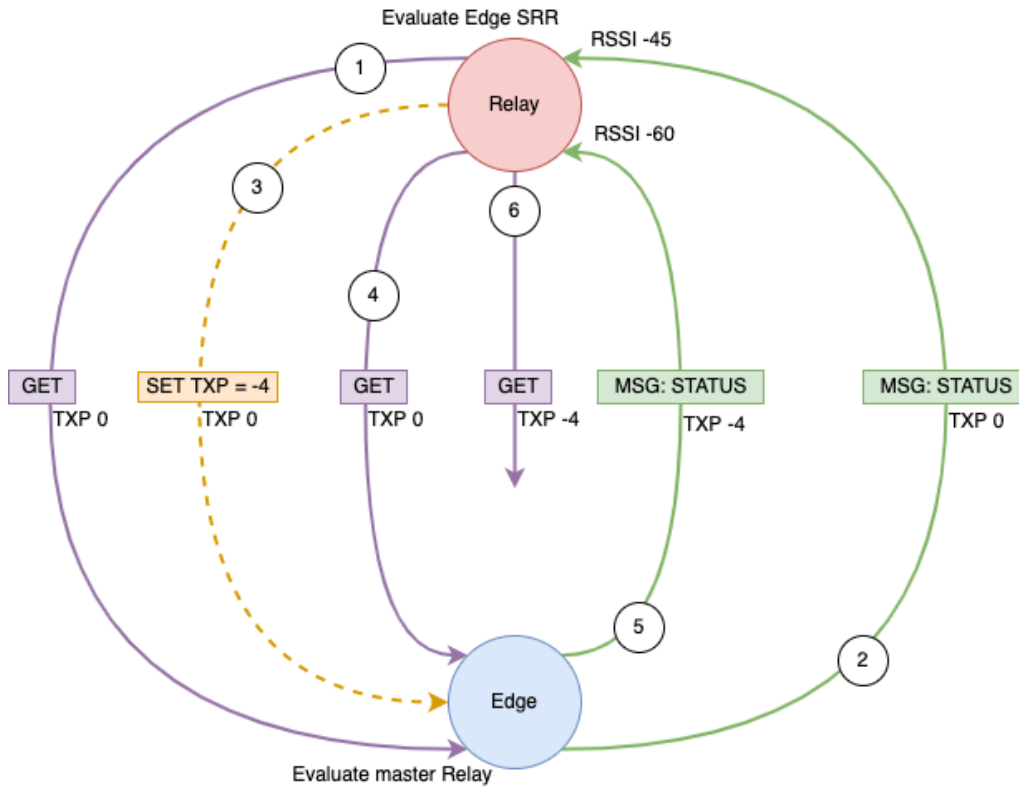 Evaluate Edge SRR
RSSI -45
1
Relay
RSSI -60
3
6
4
GET
SET TXP = -4
GET
GET
MSG: STATUS
MSG: STATUS
TXP 0
TXP 0
TXP 0
TXP -4
TXP -4
TXP 0
5
2
Edge
Evaluate master Relay